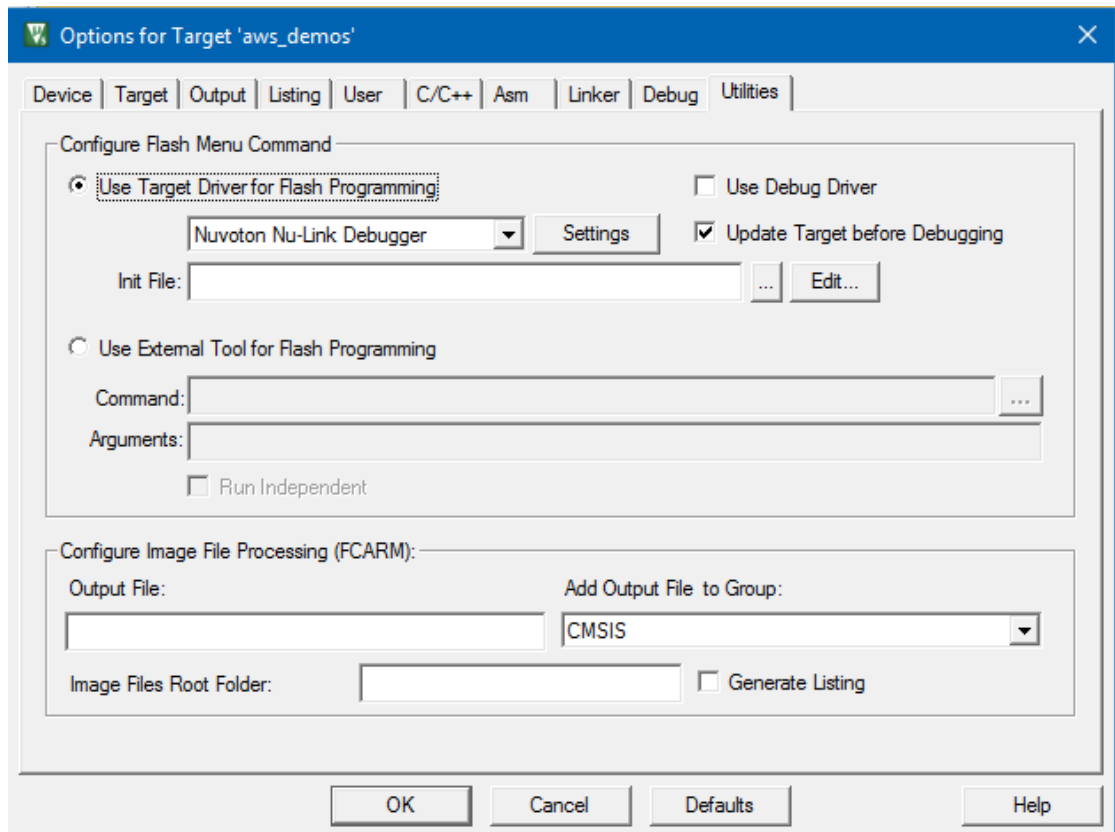 Options for Target 'aws_demos'
Device Target Output Listing User C/C++ Asm Linker Debug Utilities
Configure Flash Menu Command
Use Target Driver for Flash Programming Use Debug Driver
Nuvoton Nu-Link Debugger Settings Update Target before Debugging
Init File: ... Edit...
Use External Tool for Flash Programming
Command: ...
Arguments:
Run Independent
Configure Image File Processing (FCARM):
Output File: Add Output File to Group:
CMSIS
Image Files Root Folder: Generate Listing
OK Cancel Defaults Help